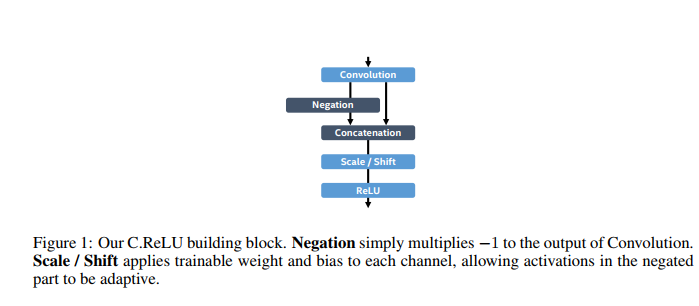 Convolution
Negation
Concatenation
Scale / Shift
ReLU
Figure 1: Our C.ReLU building block. Negation simply multiplies −1 to the output of Convolution.
Scale / Shift applies trainable weight and bias to each channel, allowing activations in the negated
part to be adaptive.